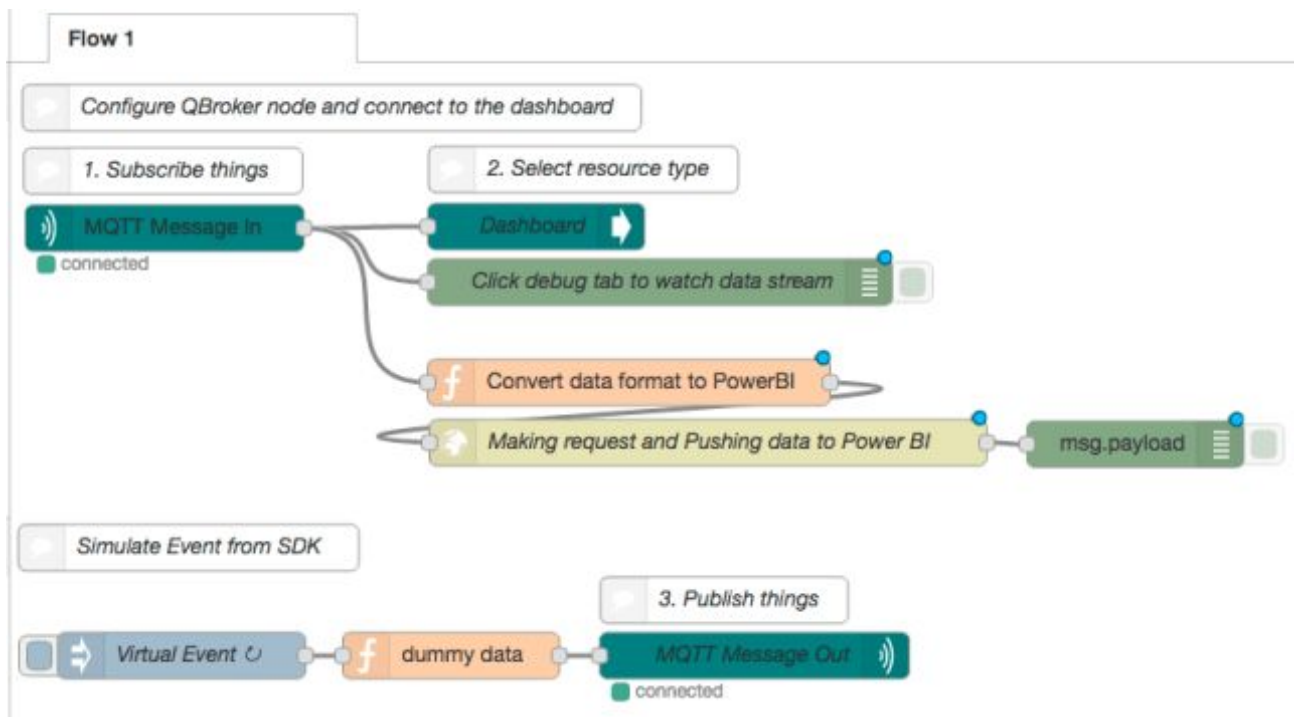 Flow 1
Configure QBroker node and connect to the dashboard
1. Subscribe things
2. Select resource type
MQTT Message In
Dashboard
connected
Click debug tab to watch data stream
Convert data format to PowerBI
Making request and Pushing data to Power BI
msg.payload
Simulate Event from SDK
3. Publish things
Virtual Event ↻
dummy data
MQTT Message Out
connected